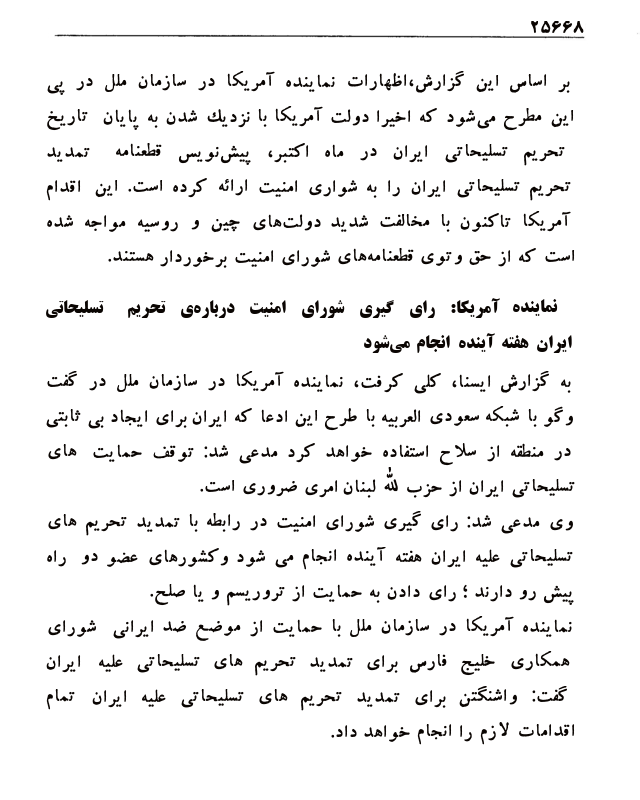 ۲۵۶۶۸
بر اساس این گزارش،اظهارات نماینده آمریکا در سازمان ملل در پی
این مطرح می‌شود که اخیرا دولت آمریکا با نزدیك شدن به پایان تاریخ
تحریم تسلیحاتی ایران در ماه اکتبر، پیش‌نویس قطعنامه تمدید
تحریم تسلیحاتی ایران را به شواری امنیت ارائه کرده است. این اقدام
آمریکا تاکنون با مخالفت شدید دولت‌های چین و روسیه مواجه شده
است که از حق وتوی قطعنامه‌های شورای امنیت برخوردار هستند.
نماینده آمریکا: رای گیری شورای امنیت درباره‌ی تحریم تسلیحاتی
ایران هفته آینده انجام می‌شود
به گزارش ایسنا، کلی کرفت، نماینده آمریکا در سازمان ملل در گفت
وگو با شبکه سعودی العربیه با طرح این ادعا که ایران برای ایجاد بی ثابتی
در منطقه از سلاح استفاده خواهد کرد مدعی شد: توقف حمایت های
تسلیحاتی ایران از حزب لله لبنان امری ضروری است.
وی مدعی شد: رای گیری شورای امنیت در رابطه با تمدید تحریم های
تسلیحاتی علیه ایران هفته آینده انجام می شود وکشورهای عضو دو راه
پیش رو دارند ؛ رای دادن به حمایت از تروریسم و یا صلح.
نماینده آمریکا در سازمان ملل با حمایت از موضع ضد ایرانی شورای
همکاری خلیج فارس برای تمدید تحریم های تسلیحاتی علیه ایران
گفت: واشنگتن برای تمدید تحریم های تسلیحاتی علیه ایران تمام
اقدامات لازم را انجام خواهد داد.